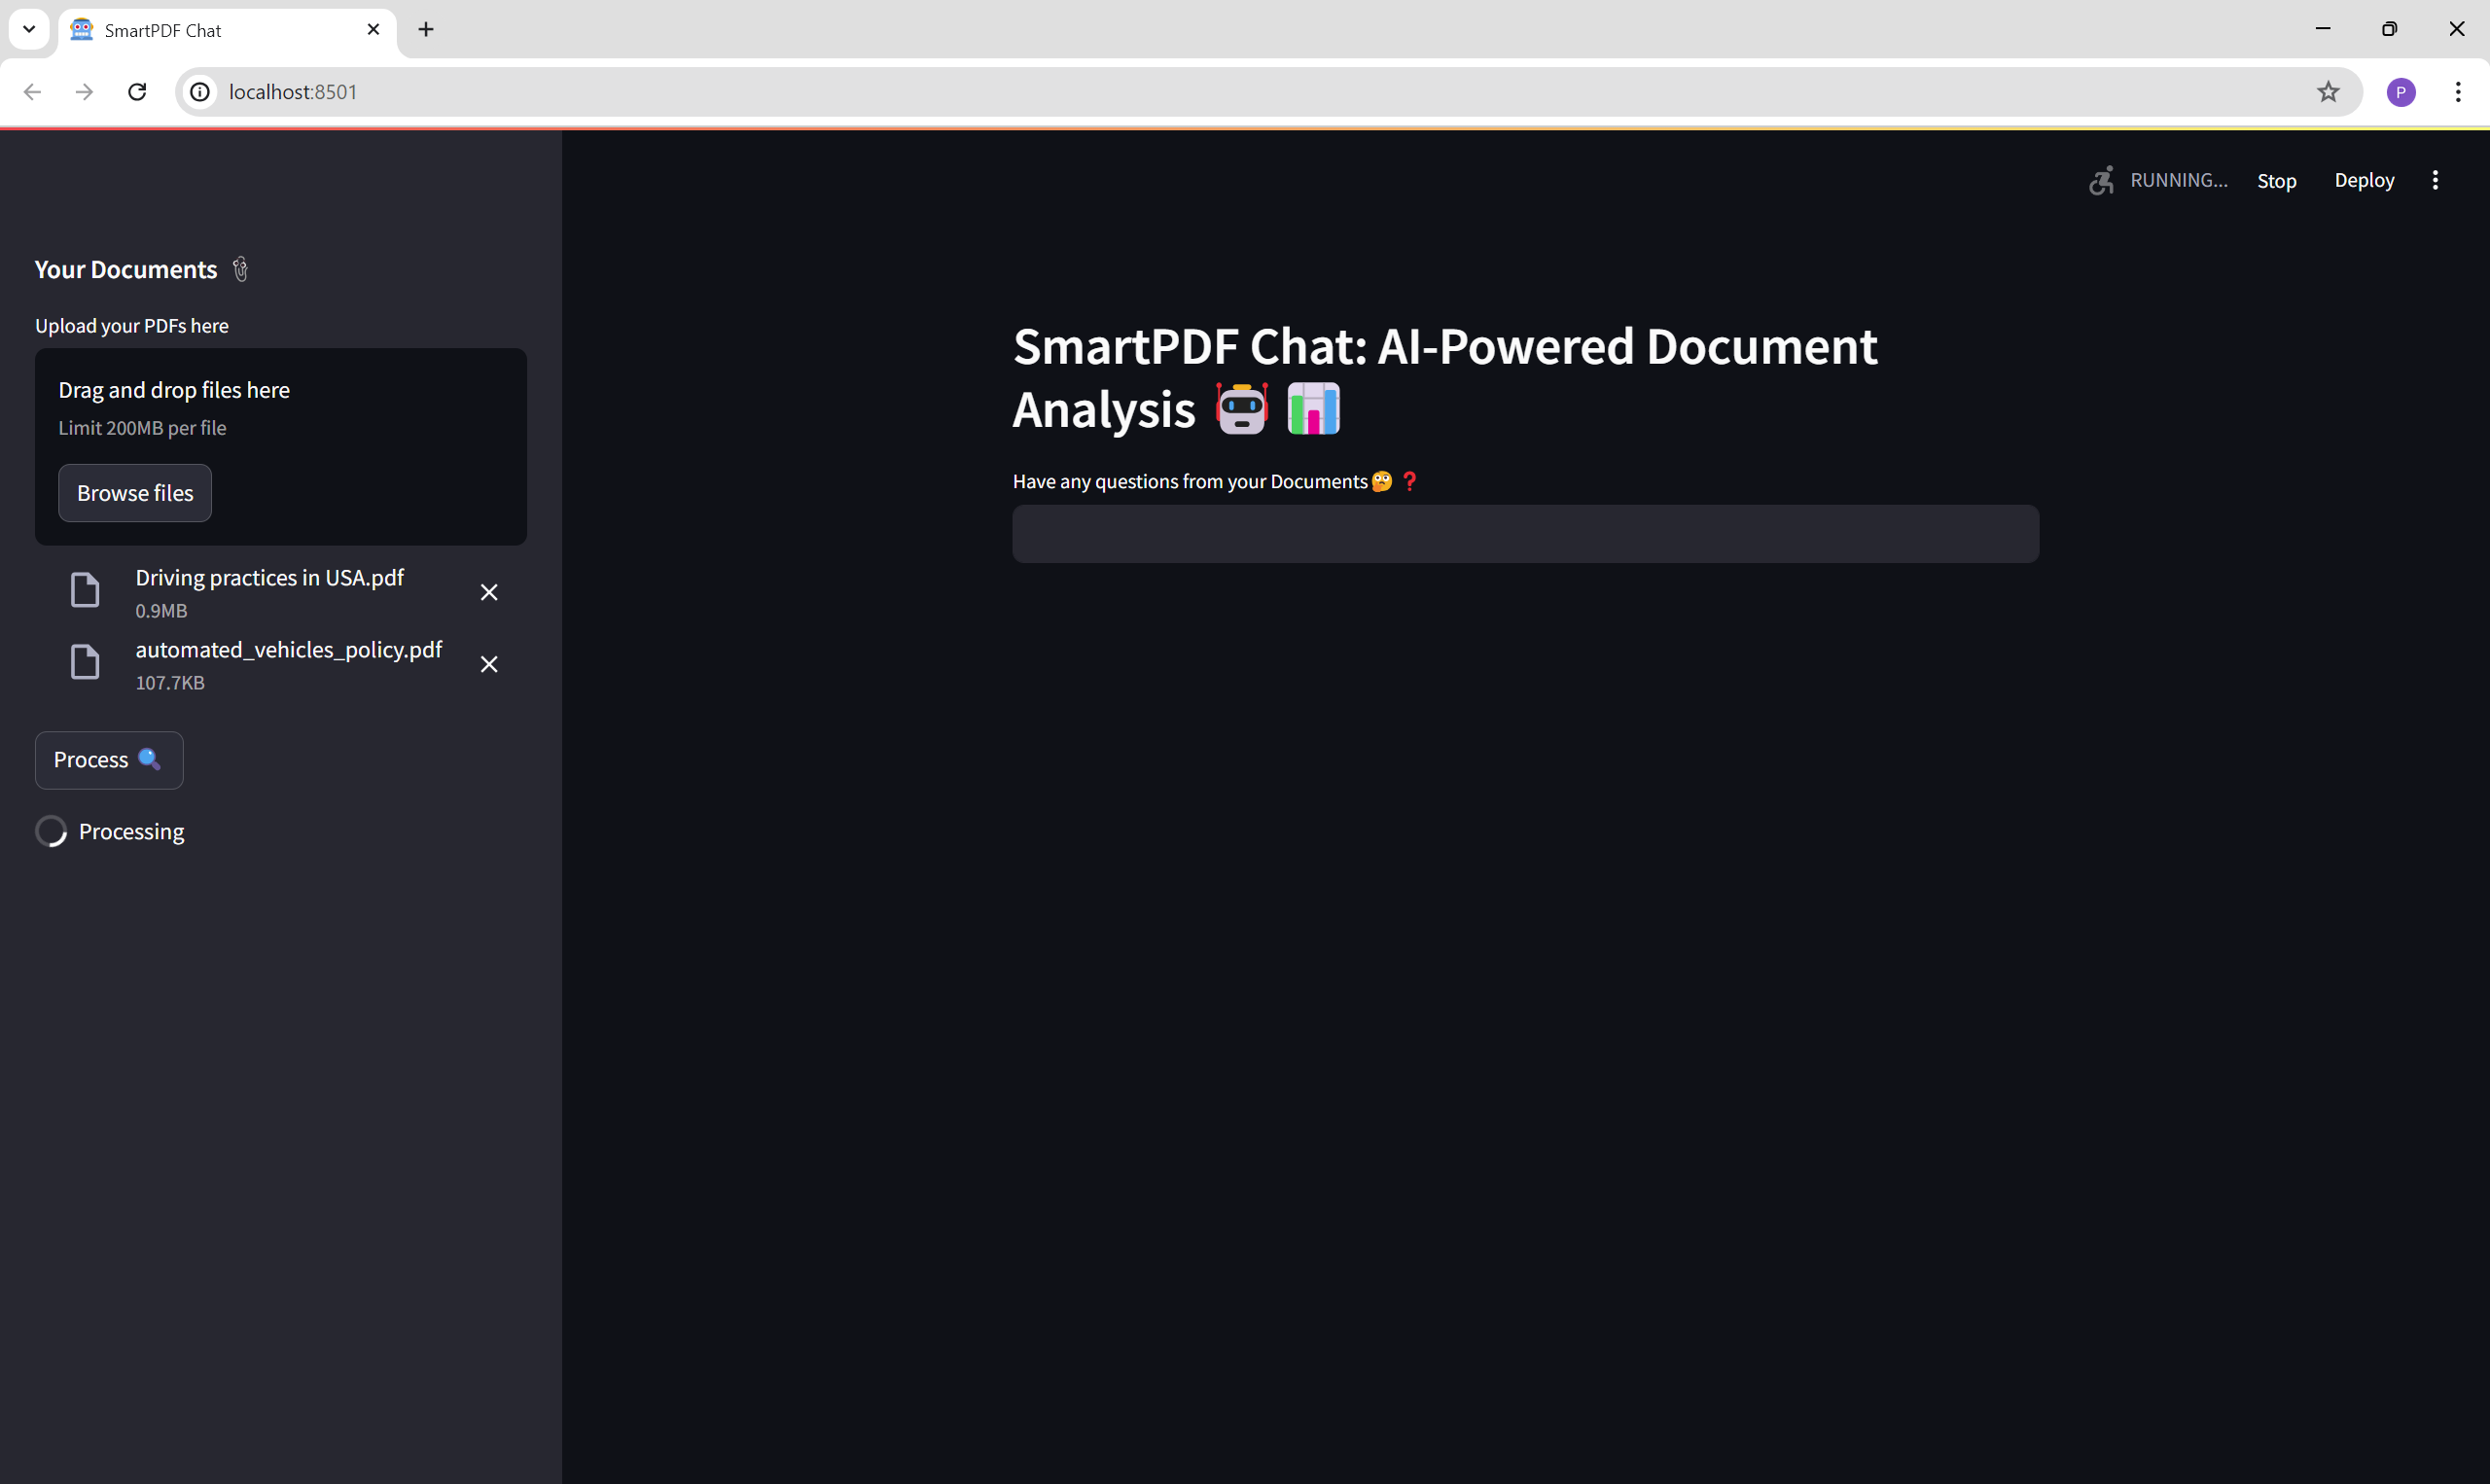 SmartPDF Chat
localhost:8501
P
RUNNING...
Stop
Deploy
Your Documents
Upload your PDFs here
Drag and drop files here
Limit 200MB per file
Browse files
Driving practices in USA.pdf
0.9MB
automated_vehicles_policy.pdf
107.7KB
Process
Processing
SmartPDF Chat: AI-Powered Document
Analysis 🤖 📊
Have any questions from your Documents🤔❓